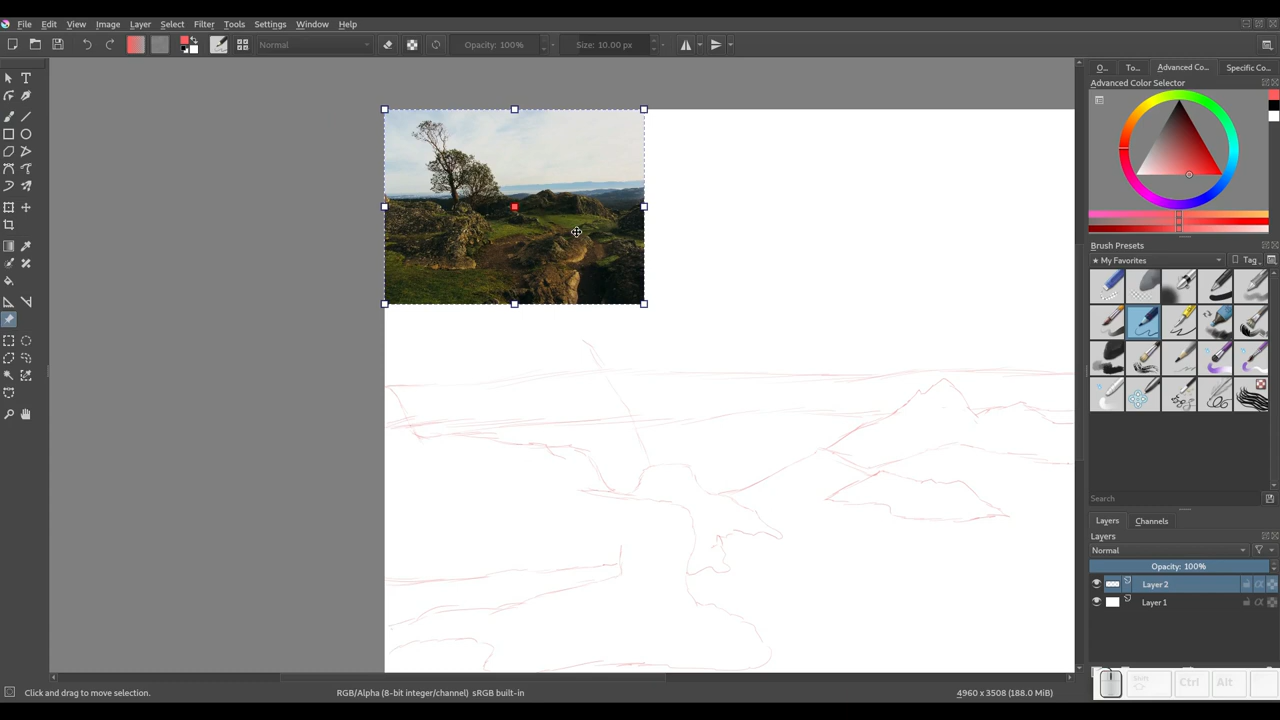 File Edit View Image Layer Select Filter Tools Settings Window Help
Normal Opacity: 100% Size: 10.00 px
O... To... Advanced Co... Specific Co...
Advanced Color Selector
Brush Presets
★ My Favorites Tag
Search
Layers Channels
Layers
Normal
Opacity: 100%
Layer 2
Layer 1
Click and drag to move selection. RGB/Alpha (8-bit integer/channel) sRGB built-in 4960 x 3508 (188.0 MiB)
Shift Ctrl Alt